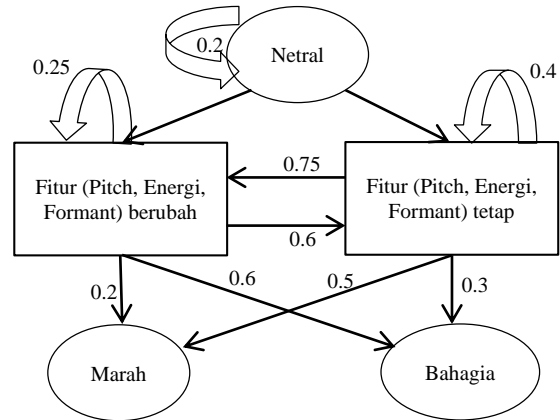 0.2
Netral
0.25
0.4
Fitur (Pitch, Energi,
Formant) berubah
0.75
0.6
Fitur (Pitch, Energi,
Formant) tetap
0.2
0.6
0.5
0.3
Marah
Bahagia